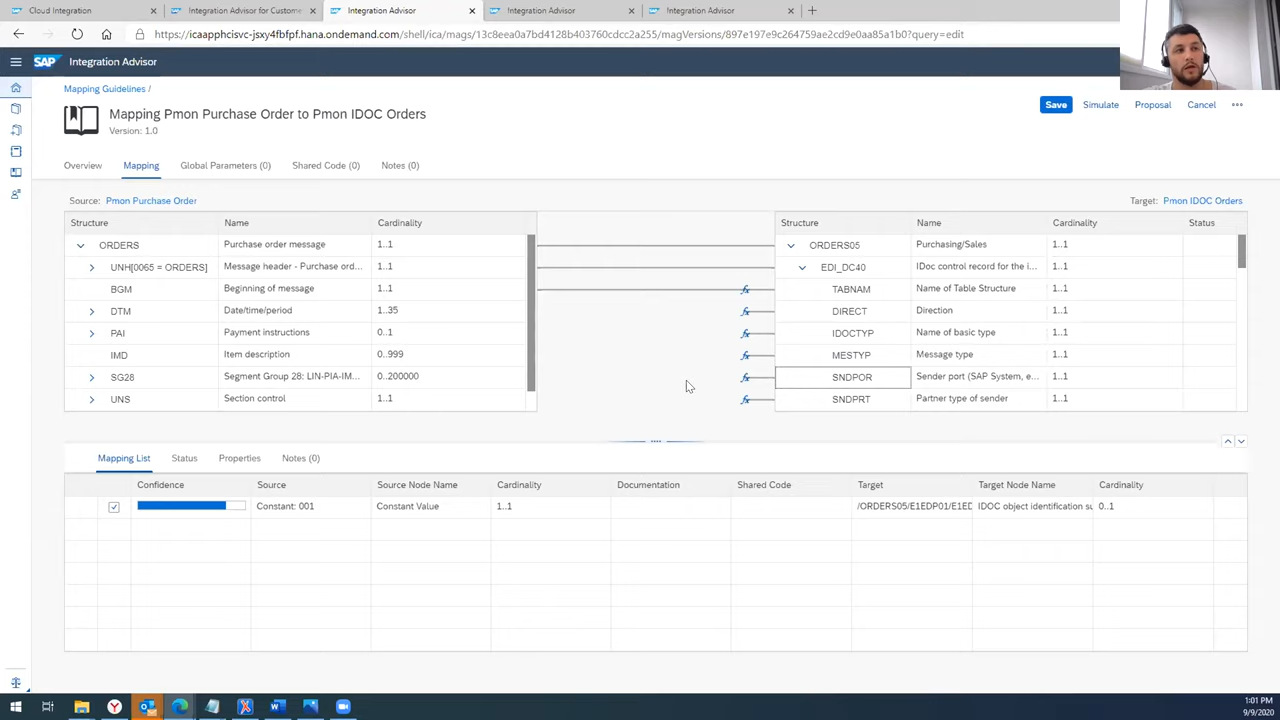 Cloud Integration
Integration Advisor for Custome
Integration Advisor
Integration Advisor
Integration Advisor
https://icaapphcisvc-jsxy4fbfpf.hana.ondemand.com/shell/ica/mags/13c8eea0a7bd4128b403760cdcc2a255/magVersions/897e197e9c264759ae2cd9e0aa85a1b0?query=edit
SAP Integration Advisor
Mapping Guidelines /
Mapping Pmon Purchase Order to Pmon IDOC Orders
Version: 1.0
Save Simulate Proposal Cancel
Overview Mapping Global Parameters (0) Shared Code (0) Notes (0)
Source: Pmon Purchase Order
Target: Pmon IDOC Orders
Structure Name Cardinality
ORDERS Purchase order message 1..1
UNH[0065 = ORDERS] Message header - Purchase ord... 1..1
BGM Beginning of message 1..1
DTM Date/time/period 1..35
PAI Payment instructions 0..1
IMD Item description 0..999
SG28 Segment Group 28: LIN-PIA-IM... 0..200000
UNS Section control 1..1
fx
fx
fx
fx
fx
fx
Structure Name Cardinality Status
ORDERS05 Purchasing/Sales 1..1
EDI_DC40 IDoc control record for the i... 1..1
TABNAM Name of Table Structure 1..1
DIRECT Direction 1..1
IDOCTYP Name of basic type 1..1
MESTYP Message type 1..1
SNDPOR Sender port (SAP System, e... 1..1
SNDPRT Partner type of sender 1..1
Mapping List Status Properties Notes (0)
Confidence Source Source Node Name Cardinality Documentation Shared Code Target Target Node Name Cardinality
Constant: 001 Constant Value 1..1 /ORDERS05/E1EDP01/E1ED IDOC object identification su 0..1
1:01 PM
9/9/2020